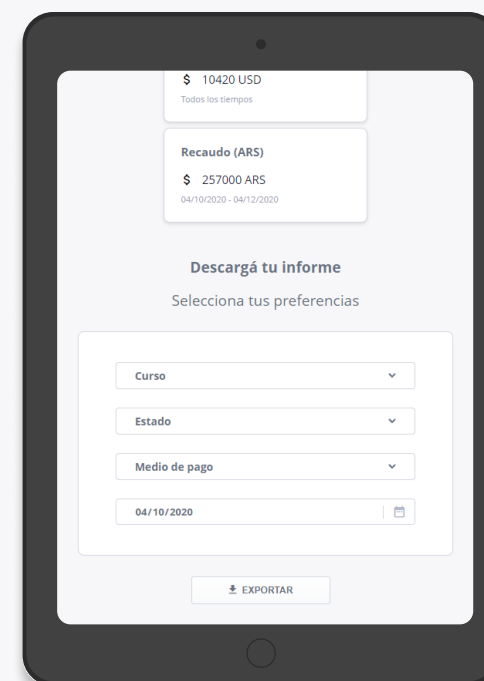 $ 10420 USD
Todos los tiempos
Recaudo (ARS)
$ 257000 ARS
04/10/2020 - 04/12/2020
Descargá tu informe
Selecciona tus preferencias
Curso
Estado
Medio de pago
04/10/2020
EXPORTAR